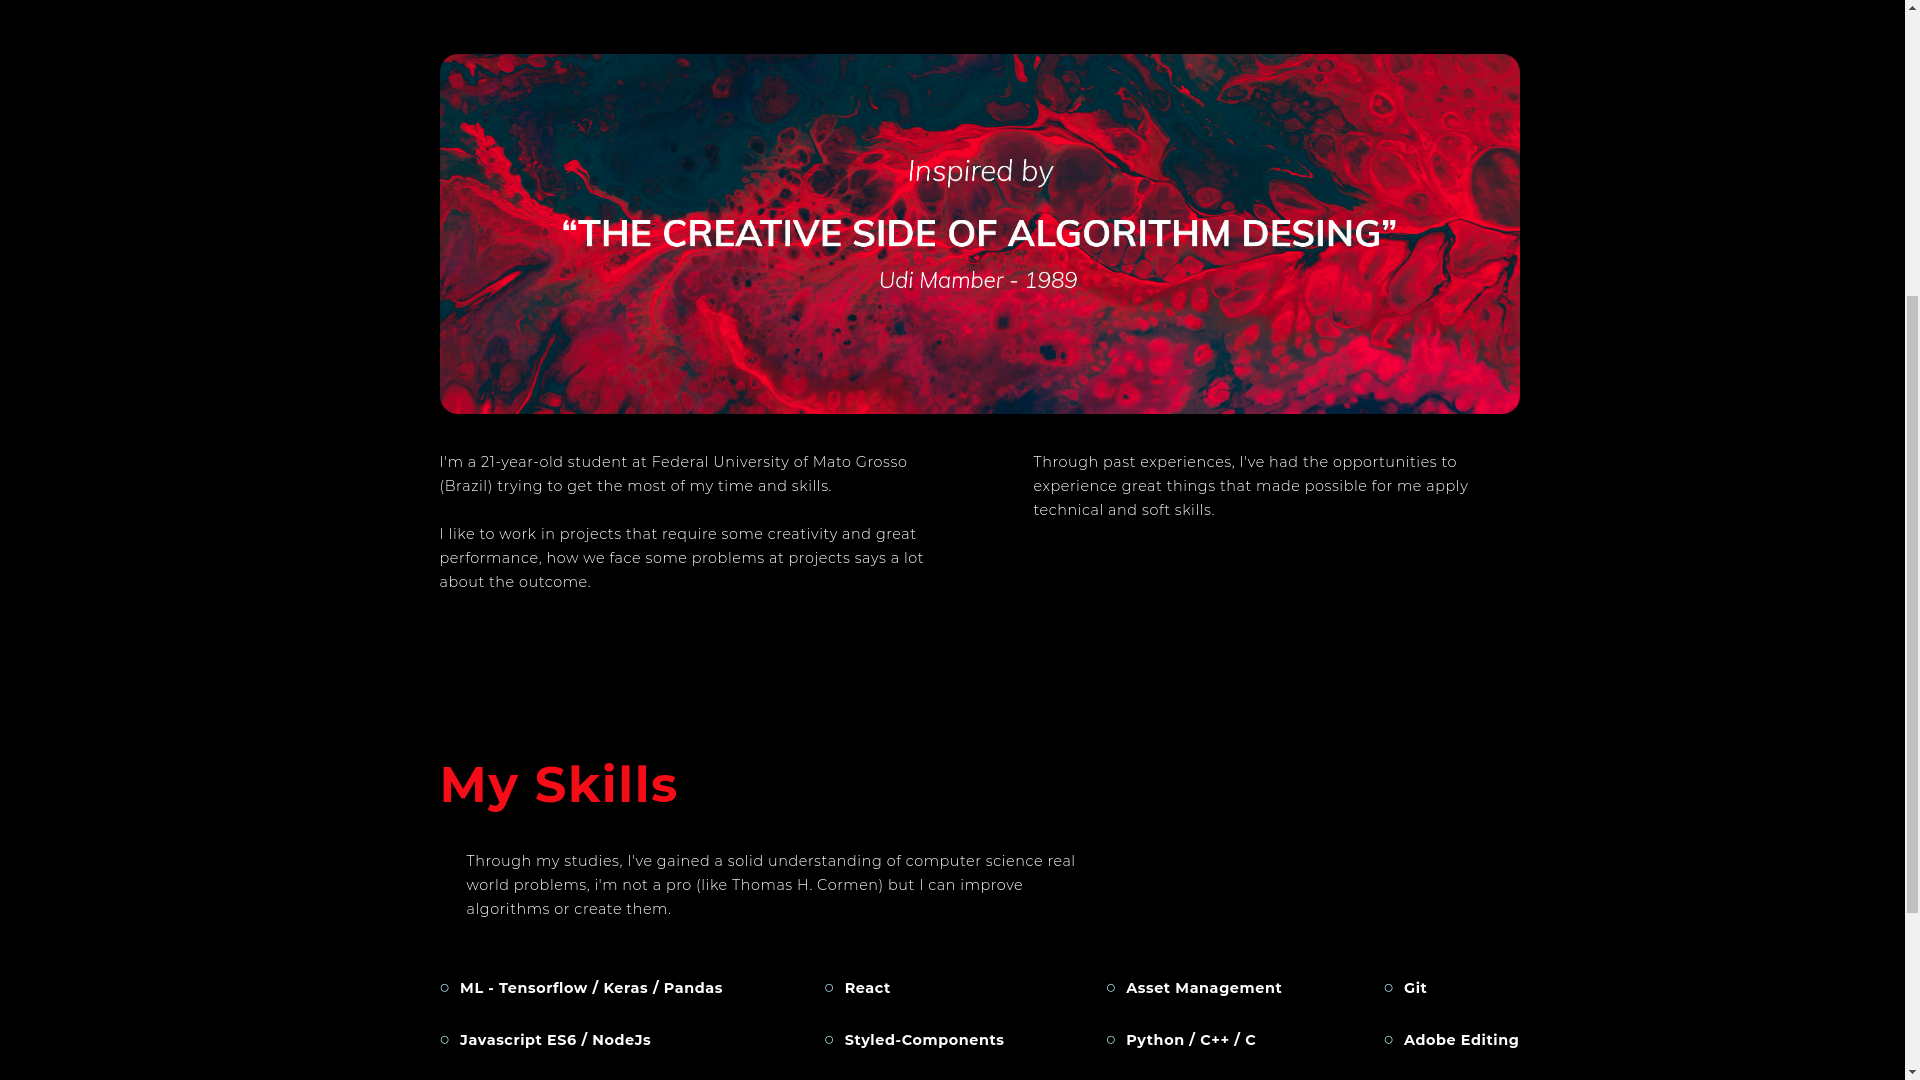 Inspired by
“THE CREATIVE SIDE OF ALGORITHM DESING”
Udi Mamber - 1989
I'm a 21-year-old student at Federal University of Mato Grosso
(Brazil) trying to get the most of my time and skills.
I like to work in projects that require some creativity and great
performance, how we face some problems at projects says a lot
about the outcome.
Through past experiences, I've had the opportunities to
experience great things that made possible for me apply
technical and soft skills.
My Skills
Through my studies, I've gained a solid understanding of computer science real
world problems, i'm not a pro (like Thomas H. Cormen) but I can improve
algorithms or create them.
ML - Tensorflow / Keras / Pandas
React
Asset Management
Git
Javascript ES6 / NodeJs
Styled-Components
Python / C++ / C
Adobe Editing